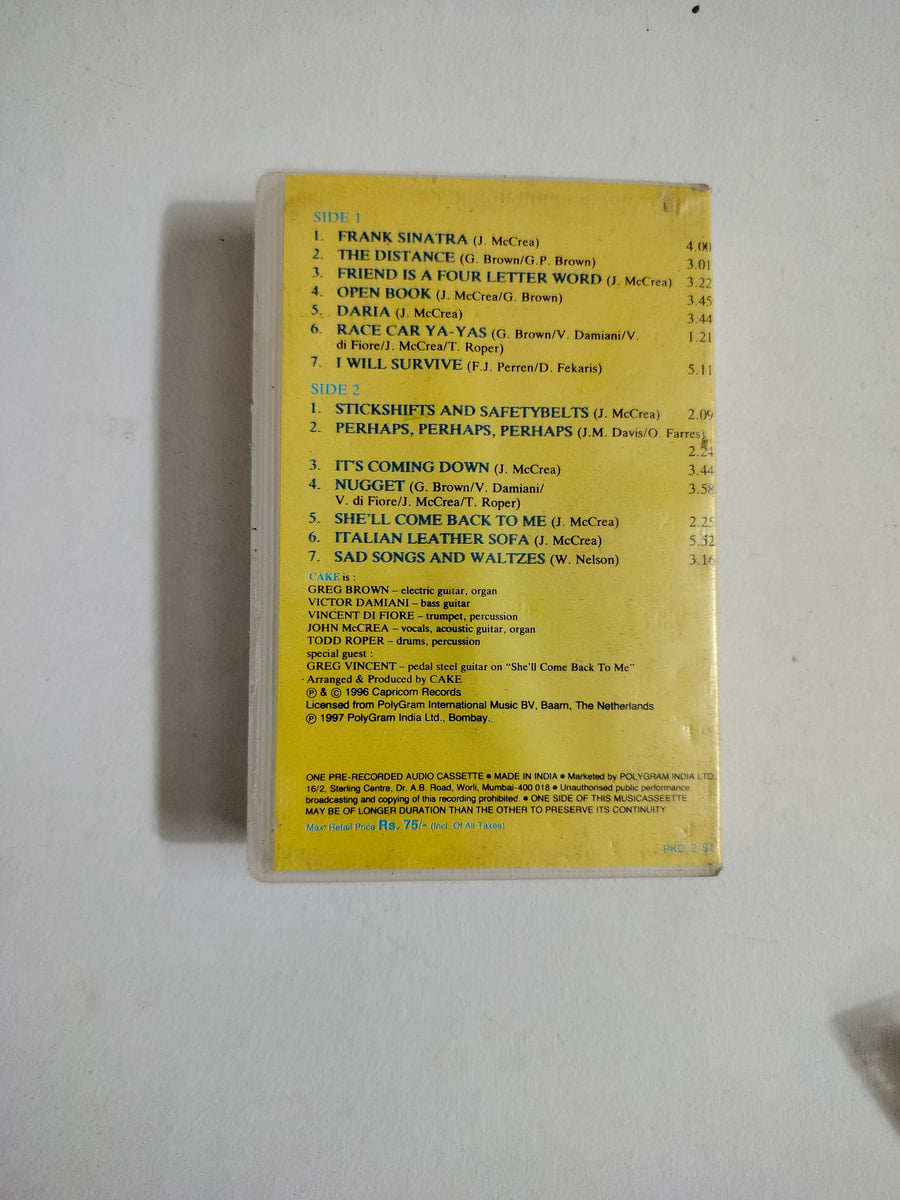 SIDE 1
1. FRANK SINATRA (J. McCrea) 4.00
2. THE DISTANCE (G. Brown/G.P. Brown) 3.01
3. FRIEND IS A FOUR LETTER WORD (J. McCrea) 3.22
4. OPEN BOOK (J. McCrea/G. Brown) 3.45
5. DARIA (J. McCrea) 3.44
6. RACE CAR YA-YAS (G. Brown/V. Damiani/V. 1.21
di Fiore/J. McCrea/T. Roper)
7. I WILL SURVIVE (F.J. Perren/D. Fekaris) 5.11
SIDE 2
1. STICKSHIFTS AND SAFETYBELTS (J. McCrea) 2.09
2. PERHAPS, PERHAPS, PERHAPS (J.M. Davis/O. Farres)
2.24
3. IT'S COMING DOWN (J. McCrea) 3.44
4. NUGGET (G. Brown/V. Damiani/ 3.58
V. di Fiore/J. McCrea/T. Roper)
5. SHE'LL COME BACK TO ME (J. McCrea) 2.25
6. ITALIAN LEATHER SOFA (J. McCrea) 5.52
7. SAD SONGS AND WALTZES (W. Nelson) 3.16
CAKE is :
GREG BROWN – electric guitar, organ
VICTOR DAMIANI – bass guitar
VINCENT DI FIORE – trumpet, percussion
JOHN McCREA – vocals, acoustic guitar, organ
TODD ROPER – drums, percussion
special guest :
GREG VINCENT – pedal steel guitar on "She'll Come Back To Me"
Arranged & Produced by CAKE
℗ & © 1996 Capricorn Records
Licensed from PolyGram International Music BV, Baarn, The Netherlands
℗ 1997 PolyGram India Ltd., Bombay.
ONE PRE-RECORDED AUDIO CASSETTE ● MADE IN INDIA ● Marketed by POLYGRAM INDIA LTD.
16/2, Sterling Centre, Dr. A.B. Road, Worli, Mumbai-400 018 ● Unauthorised public performance
broadcasting and copying of this recording prohibited. ● ONE SIDE OF THIS MUSICASSEETTE
MAY BE OF LONGER DURATION THAN THE OTHER TO PRESERVE ITS CONTINUITY
Max. Retail Price Rs. 75/- (Incl. Of All Taxes)
PKD. 2/97